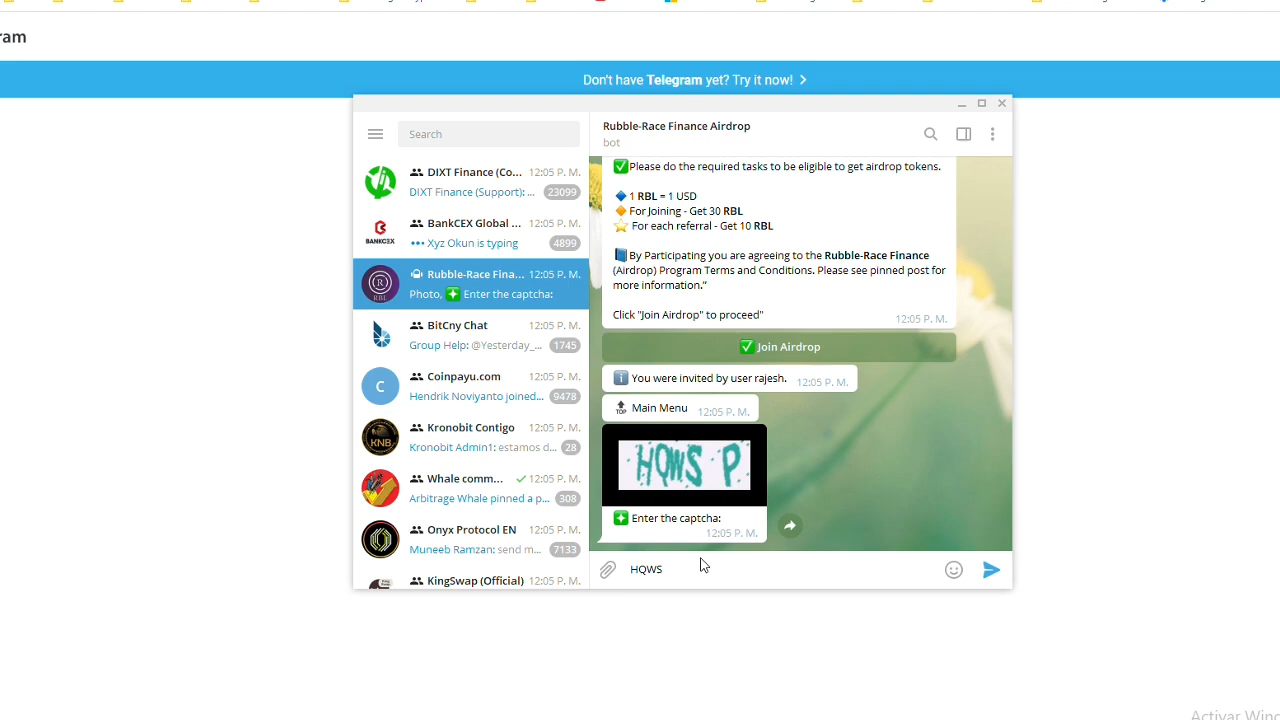 ram
Don't have Telegram yet? Try it now!
Search
DIXT Finance (Co... 12:05 P. M.
DIXT Finance (Support): ... 23099
BankCEX Global ... 12:05 P. M.
BANKCEX
Xyz Okun is typing 4899
Rubble-Race Fina... 12:05 P. M.
RBL
Photo, Enter the captcha:
BitCny Chat 12:05 P. M.
Group Help: @Yesterday_... 1745
Coinpayu.com 12:05 P. M.
C
Hendrik Noviyanto joined... 9478
Kronobit Contigo 12:05 P. M.
KNB
Kronobit Admin1: estamos d... 28
Whale comm... 12:05 P. M.
Arbitrage Whale pinned a p... 308
Onyx Protocol EN 12:05 P. M.
Muneeb Ramzan: send m... 7133
KingSwap (Official) 12:05 P. M.
Rubble-Race Finance Airdrop
bot
Please do the required tasks to be eligible to get airdrop tokens.
1 RBL = 1 USD
For Joining - Get 30 RBL
For each referral - Get 10 RBL
By Participating you are agreeing to the Rubble-Race Finance
(Airdrop) Program Terms and Conditions. Please see pinned post for
more information.”
Click "Join Airdrop" to proceed"
12:05 P. M.
Join Airdrop
You were invited by user rajesh. 12:05 P. M.
TOP Main Menu 12:05 P. M.
HQWS P
Enter the captcha:
12:05 P. M.
HQWS